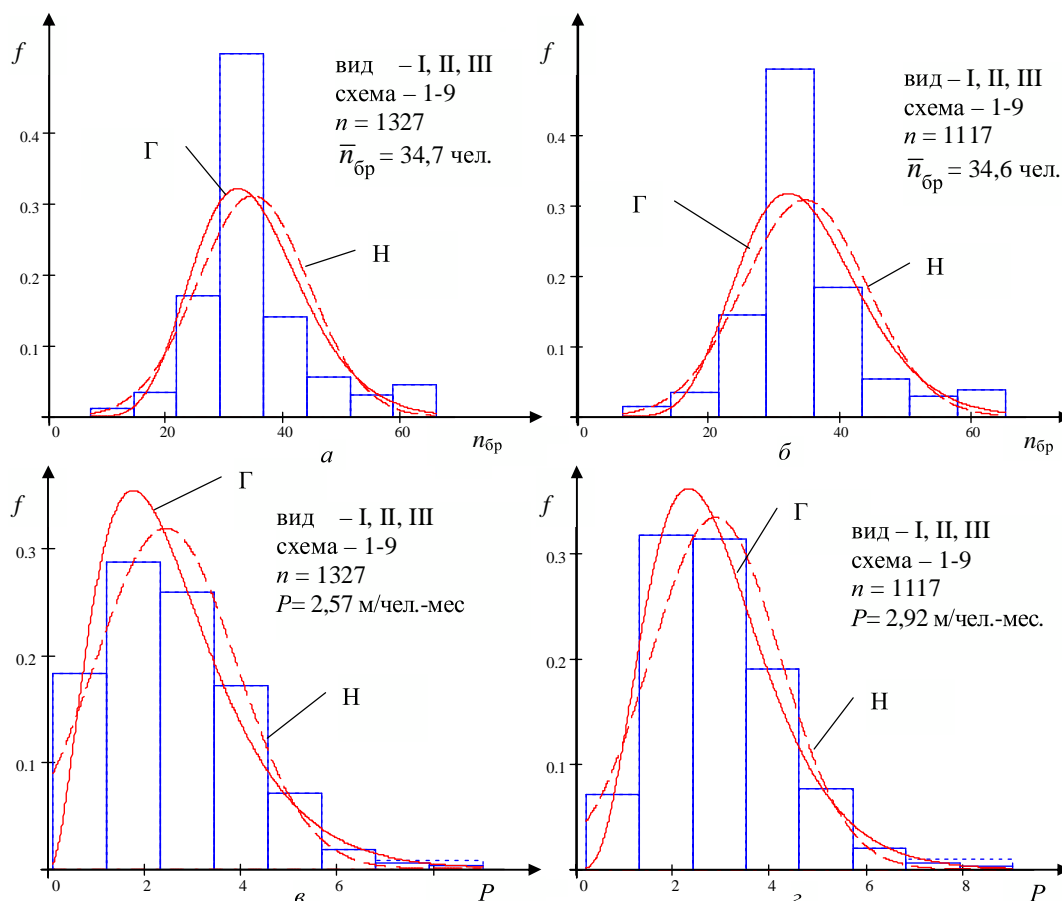 f
вид – I, II, III
схема – 1-9
n = 1327
n̅бр = 34,7 чел.
Г
Н
0.4
0.3
0.2
0.1
0 20 40 60
nбр
а
f
вид – I, II, III
схема – 1-9
n = 1117
n̅бр = 34,6 чел.
Г
Н
0.4
0.3
0.2
0.1
0 20 40 60
nбр
б
f
Г
вид – I, II, III
схема – 1-9
n = 1327
P= 2,57 м/чел.-мес
Н
0.3
0.2
0.1
0 2 4 6
P
в
f
Г
вид – I, II, III
схема – 1-9
n = 1117
P= 2,92 м/чел.-мес.
Н
0.3
0.2
0.1
0 2 4 6 8
P
г